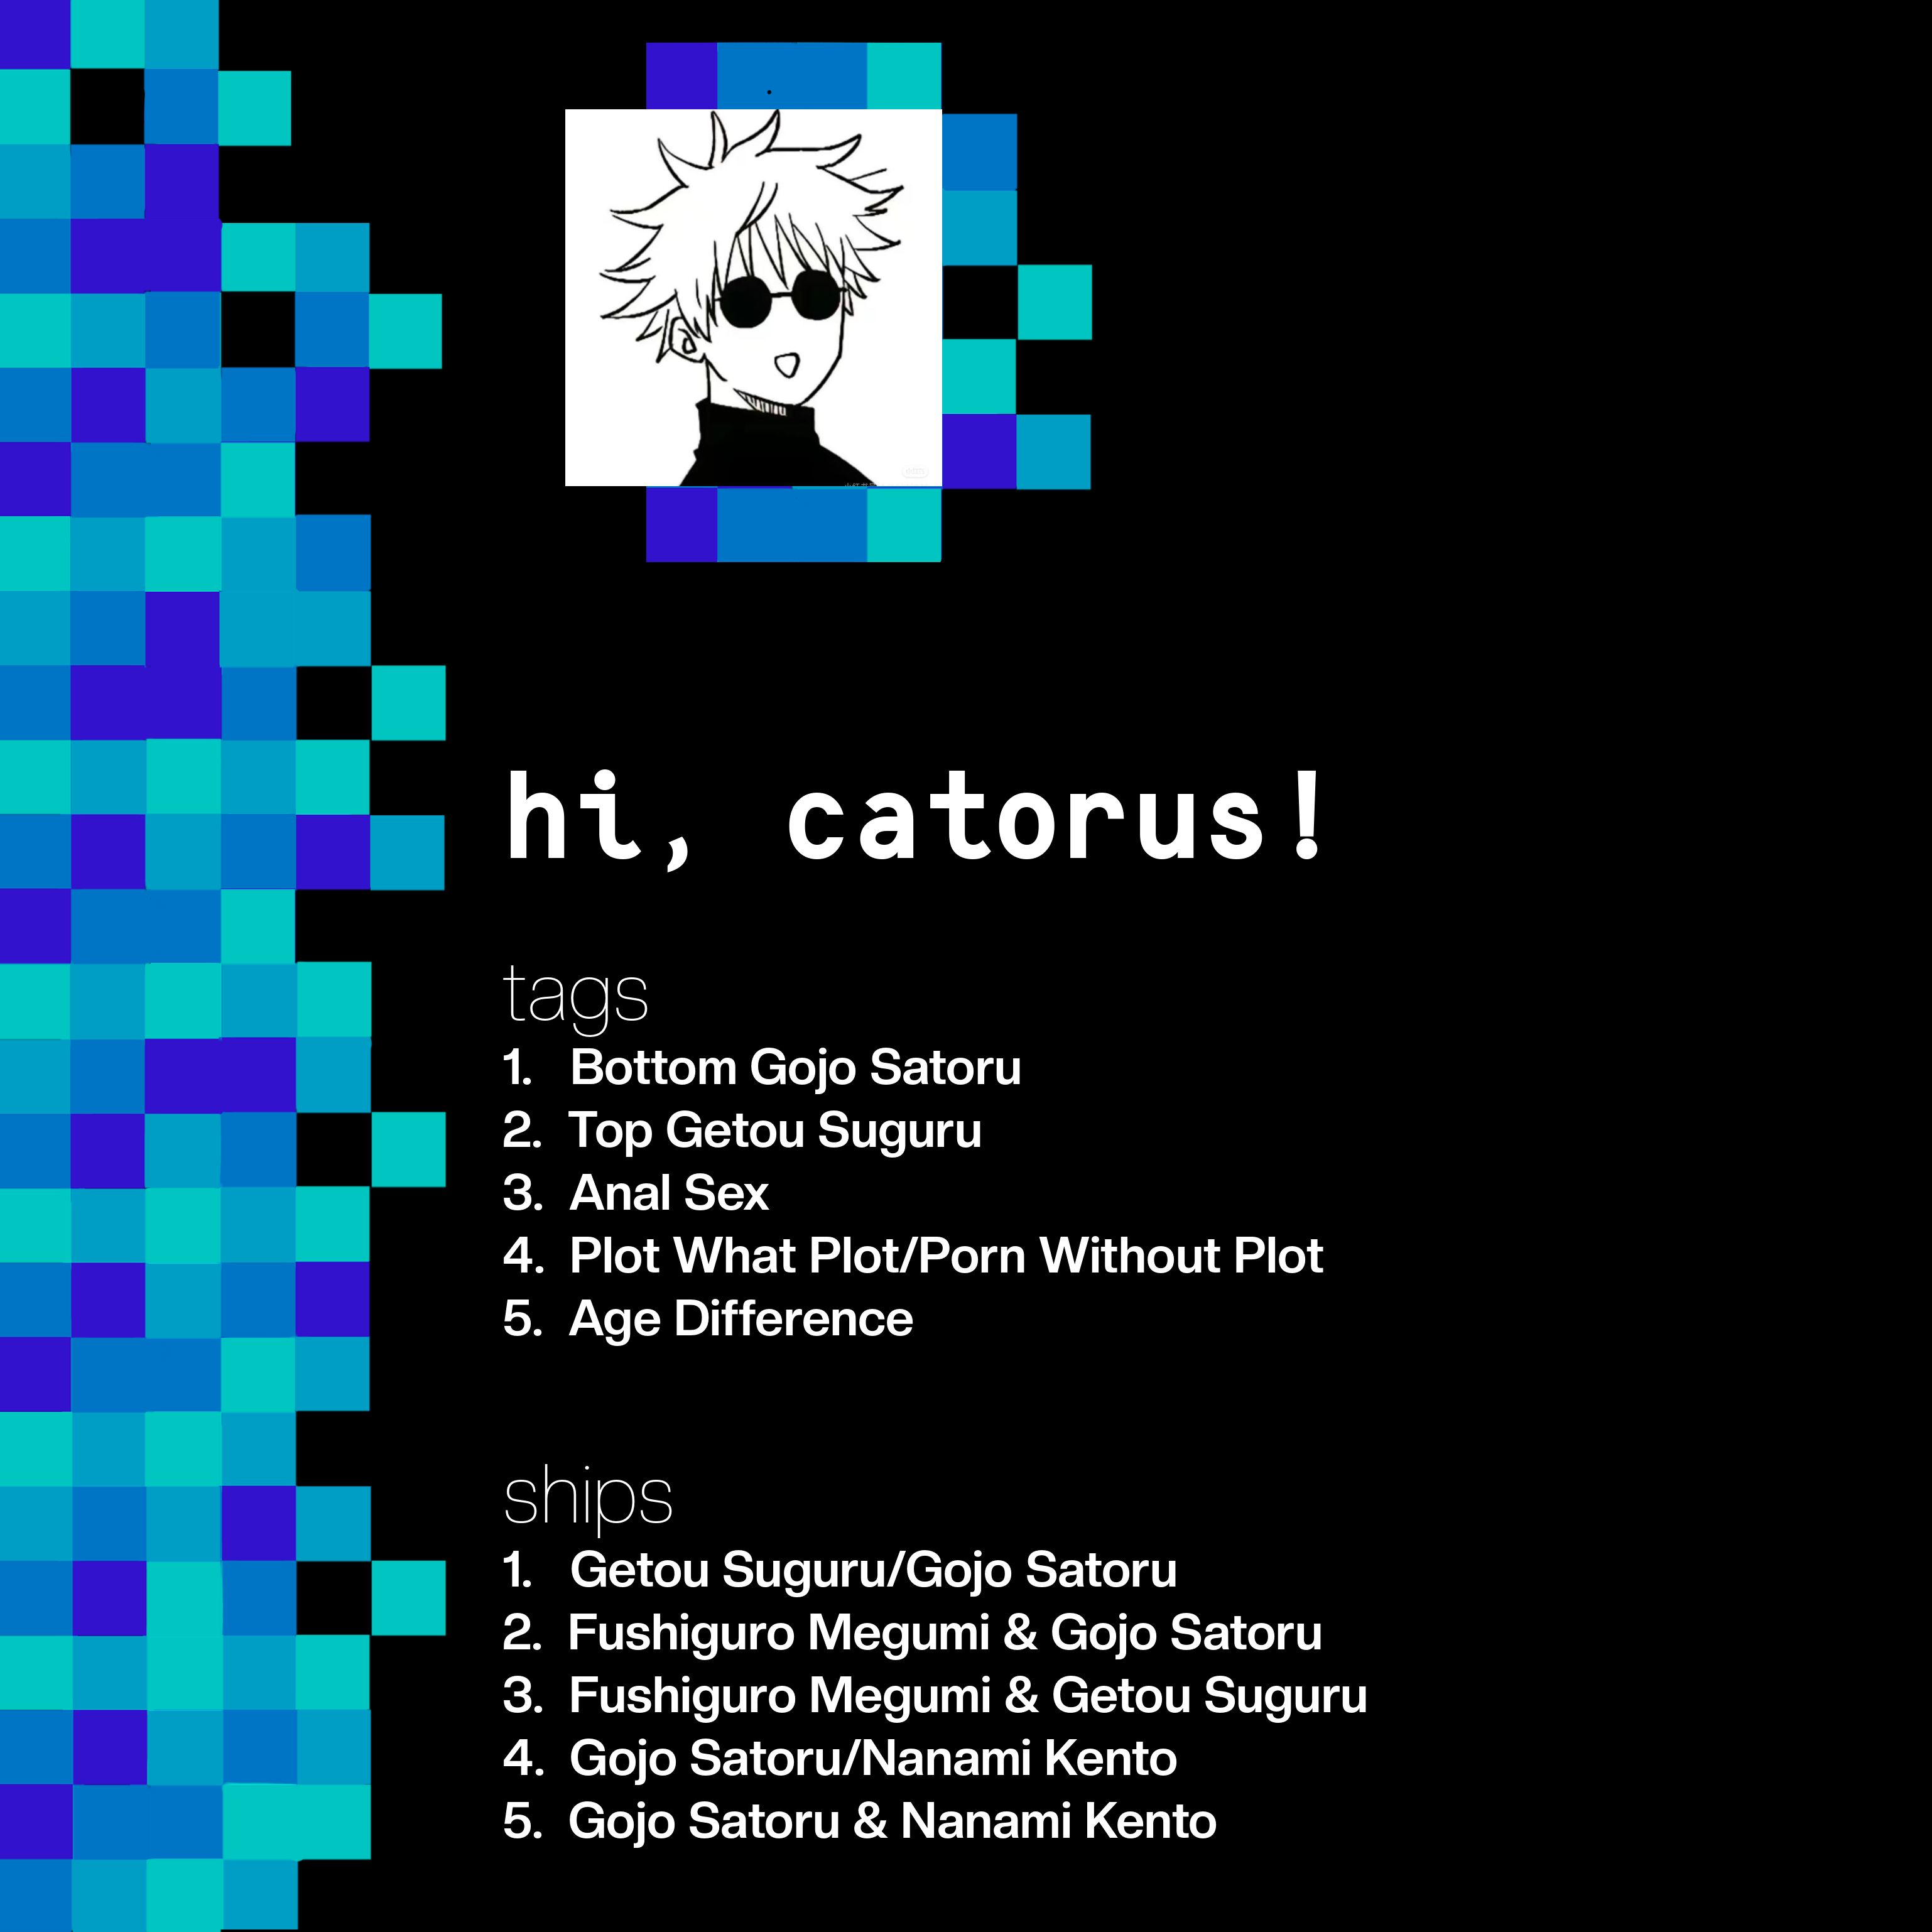 hi, catorus!
tags
1. Bottom Gojo Satoru
2. Top Getou Suguru
3. Anal Sex
4. Plot What Plot/Porn Without Plot
5. Age Difference
ships
1. Getou Suguru/Gojo Satoru
2. Fushiguro Megumi & Gojo Satoru
3. Fushiguro Megumi & Getou Suguru
4. Gojo Satoru/Nanami Kento
5. Gojo Satoru & Nanami Kento